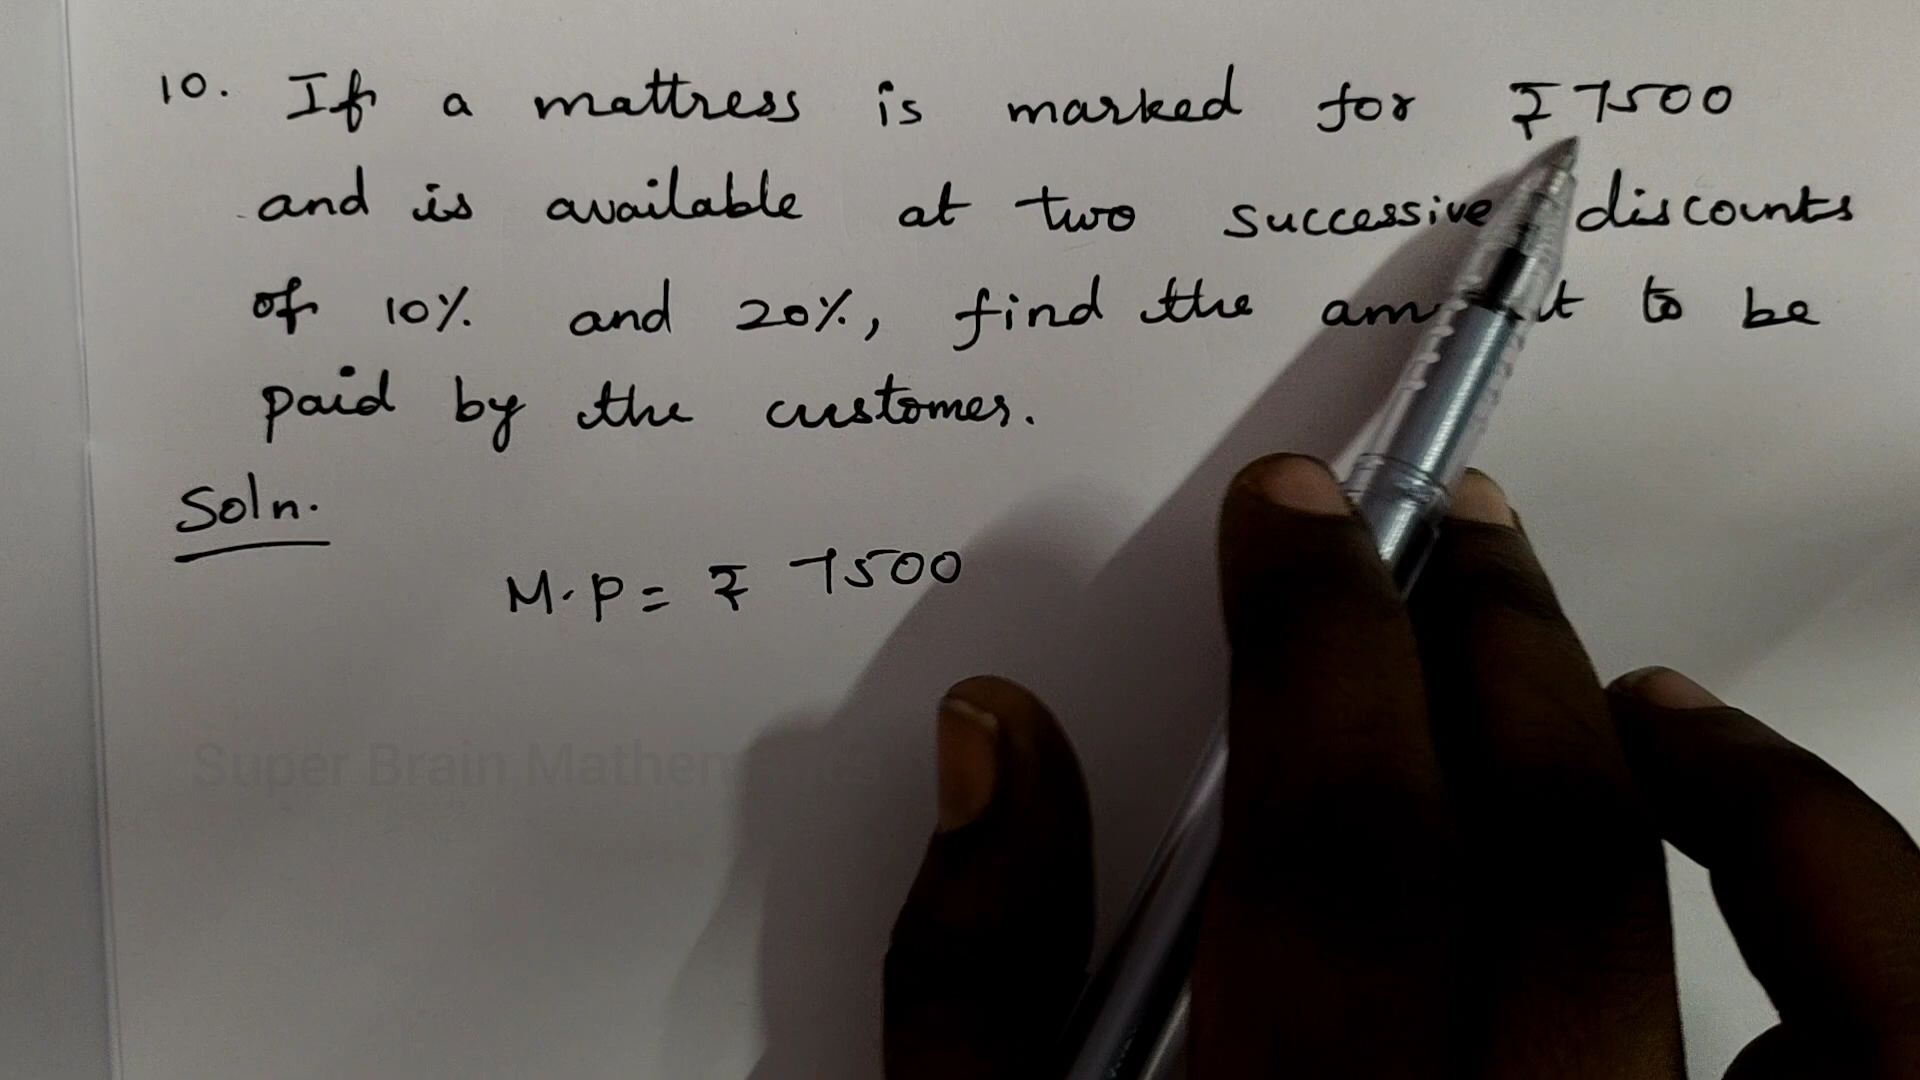 10. If a mattress is marked for ₹ 7500
and is available at two successive discounts
of 10% and 20%, find the to be
paid by the customer.
Soln.
M.P = ₹ 7500
Super Brain